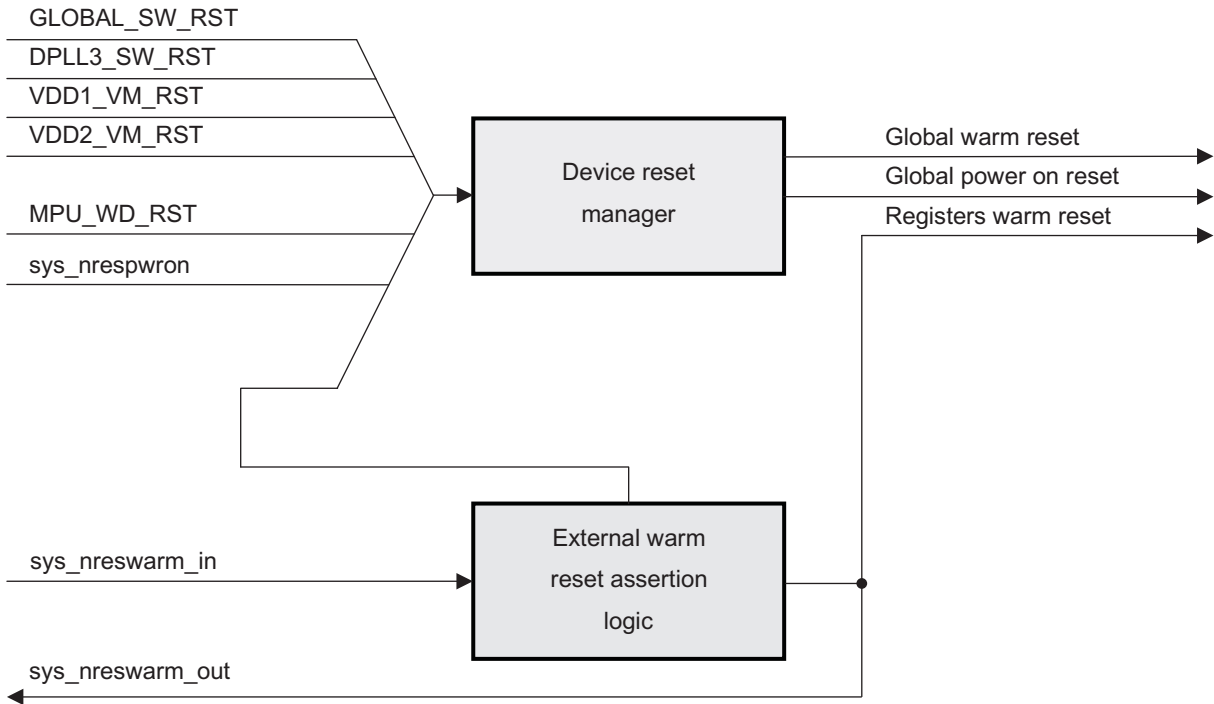 GLOBAL_SW_RST
DPLL3_SW_RST
VDD1_VM_RST
VDD2_VM_RST
MPU_WD_RST
sys_nrespwron
Device reset
manager
Global warm reset
Global power on reset
Registers warm reset
External warm
reset assertion
logic
sys_nreswarm_in
sys_nreswarm_out